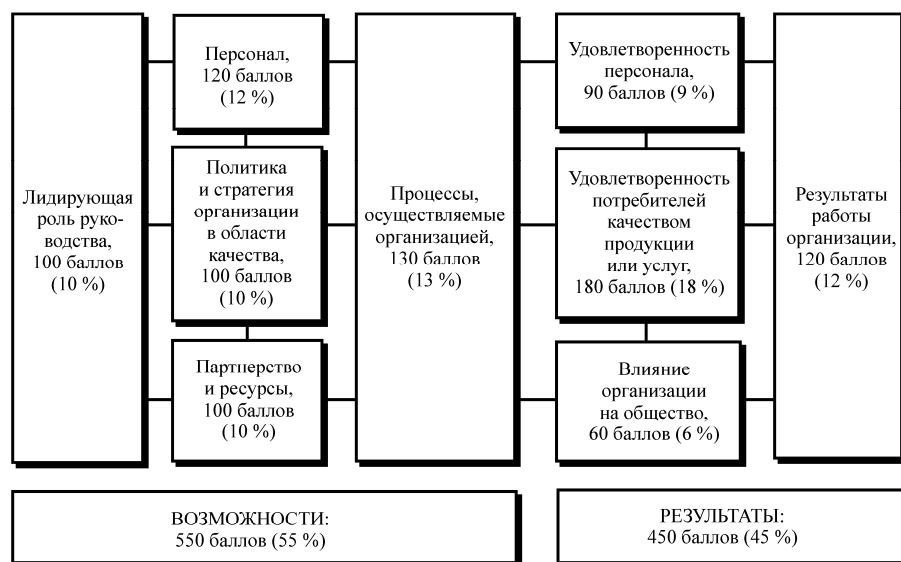 Лидирующая
роль руко-
водства,
100 баллов
(10 %)
Персонал,
120 баллов
(12 %)
Политика
и стратегия
организации
в области
качества,
100 баллов
(10 %)
Партнерство
и ресурсы,
100 баллов
(10 %)
Процессы,
осуществляемые
организацией,
130 баллов
(13 %)
Удовлетворенность
персонала,
90 баллов (9 %)
Удовлетворенность
потребителей
качеством
продукции
или услуг,
180 баллов (18 %)
Влияние
организации
на общество,
60 баллов (6 %)
Результаты
работы
организации,
120 баллов
(12 %)
ВОЗМОЖНОСТИ:
550 баллов (55 %)
РЕЗУЛЬТАТЫ:
450 баллов (45 %)